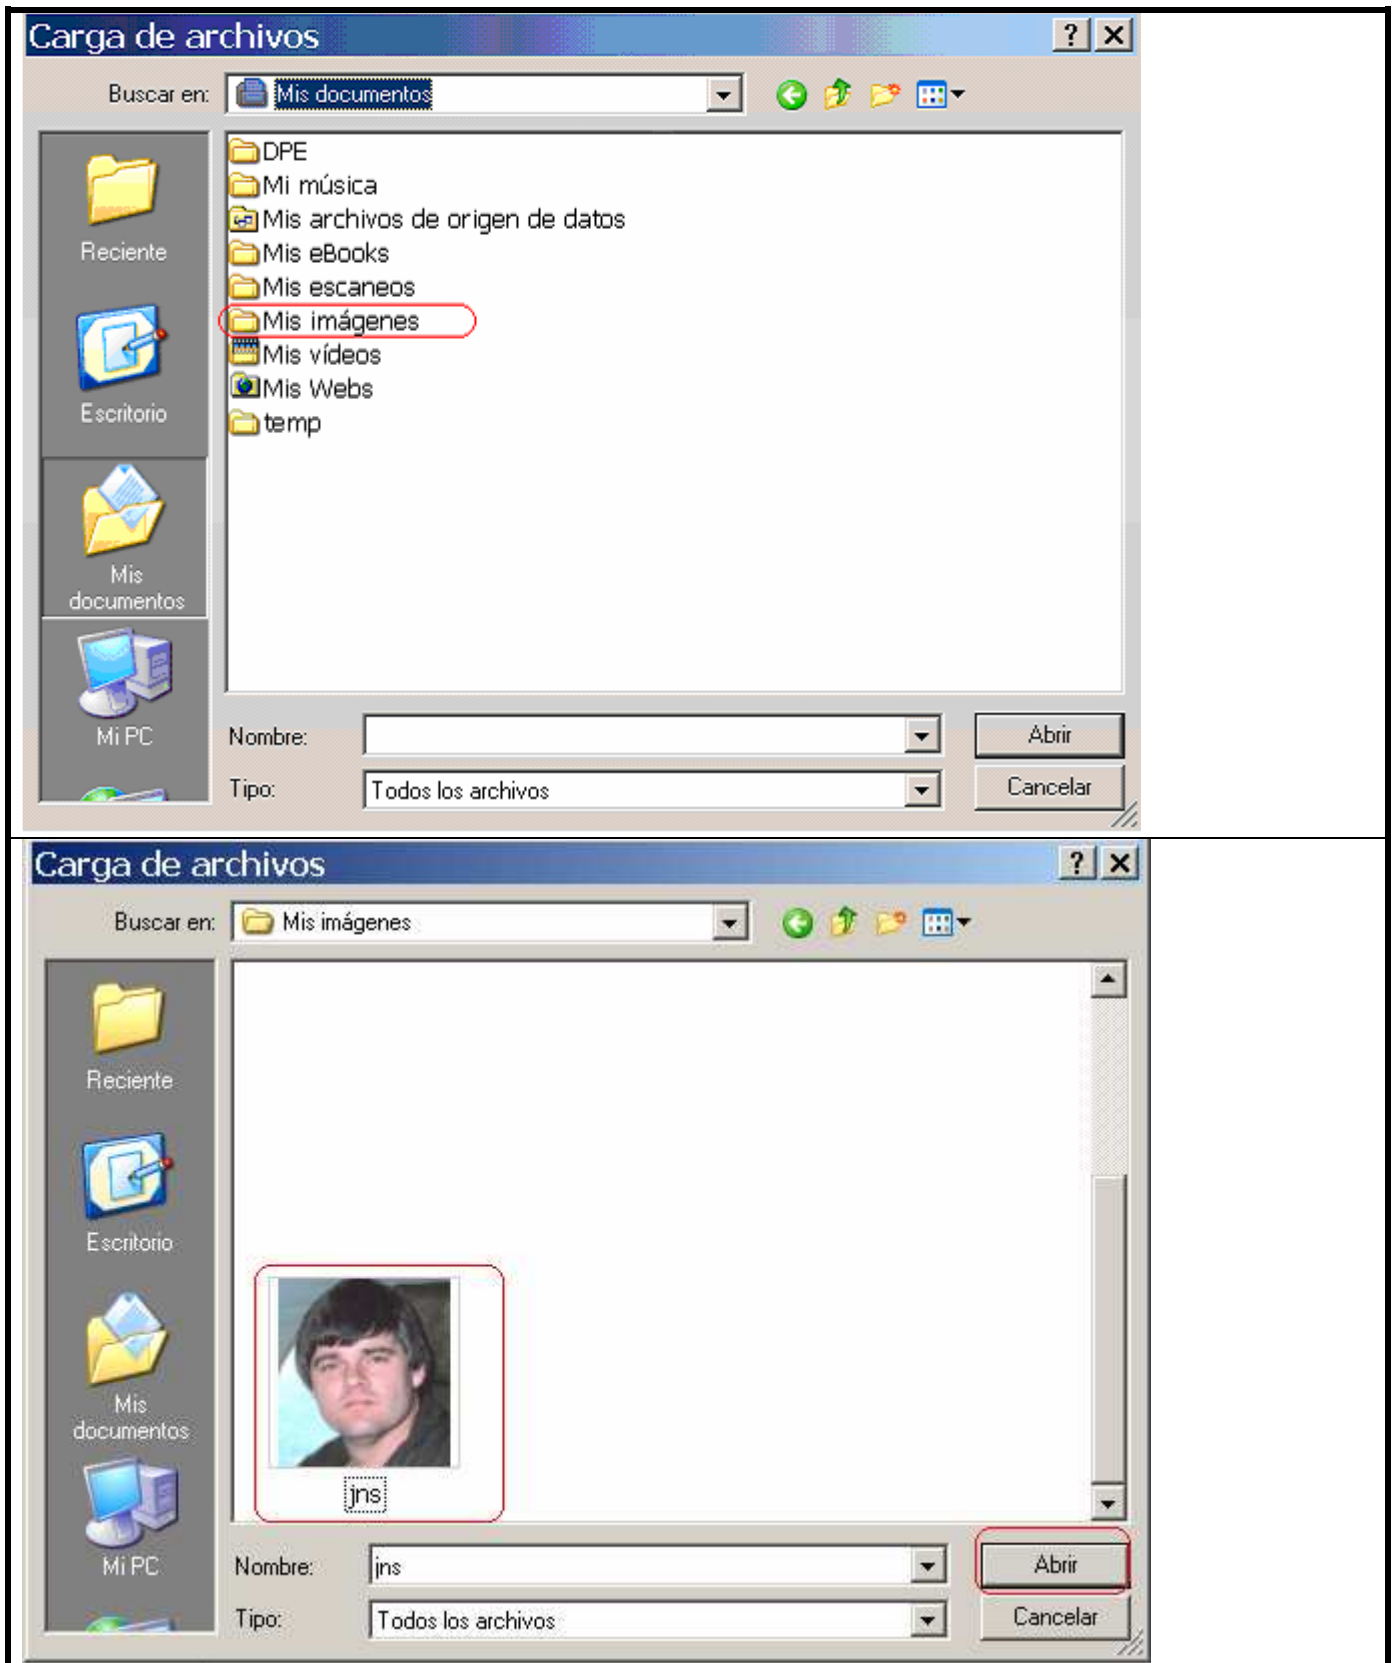 Carga de archivos
Buscar en: Mis documentos
Reciente
Escritorio
Mis
documentos
Mi PC
DPE
Mi música
Mis archivos de origen de datos
Mis eBooks
Mis escaneos
Mis imágenes
Mis vídeos
Mis Webs
temp
Nombre: Abrir
Tipo: Todos los archivos Cancelar
Carga de archivos
Buscar en: Mis imágenes
Reciente
Escritorio
Mis
documentos
Mi PC
jns
Nombre: jns Abrir
Tipo: Todos los archivos Cancelar